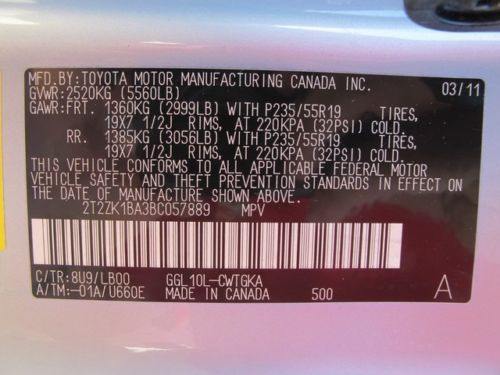 MFD.BY:TOYOTA MOTOR MANUFACTURING CANADA INC.
GVWR:2520KG (5560LB) 03/11
GAWR:FRT. 1360KG (2999LB) WITH P235/55R19 TIRES,
19X7 1/2J RIMS, AT 220KPA (32PSI) COLD.
RR. 1385KG (3056LB) WITH P235/55R19 TIRES,
19X7 1/2J RIMS, AT 220KPA (32PSI) COLD.
THIS VEHICLE CONFORMS TO ALL APPLICABLE FEDERAL MOTOR
VEHICLE SAFETY AND THEFT PREVENTION STANDARDS IN EFFECT ON
THE DATE OF MANUFACTURE SHOWN ABOVE.
2T2ZK1BA3BC057889 MPV
C/TR:8U9/LB00 GGL10L-CWTGKA
A/TM:-01A/U660E MADE IN CANADA 500 A